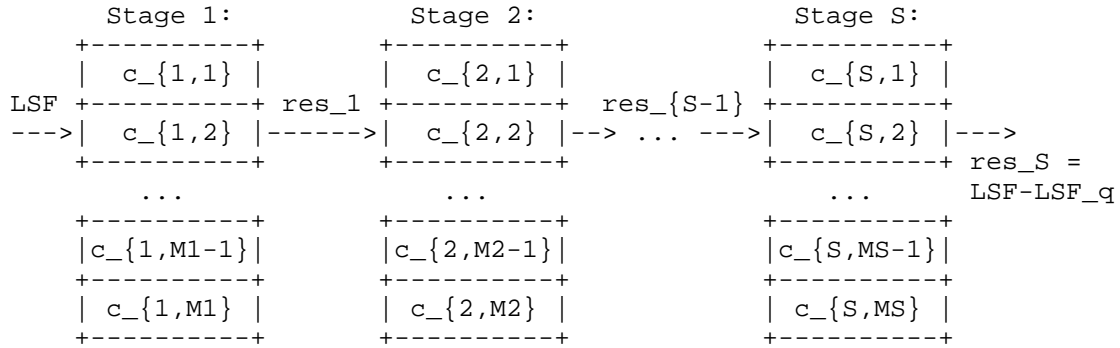 Stage 1: Stage 2: Stage S:
+----------+ +----------+ +----------+
| c_{1,1} | | c_{2,1} | | c_{S,1} |
LSF +----------+ res_1 +----------+ res_{S-1} +----------+
--->| c_{1,2} |------>| c_{2,2} |--> ... --->| c_{S,2} |--->
+----------+ +----------+ +----------+ res_S =
... ... ... LSF-LSF_q
+----------+ +----------+ +----------+
|c_{1,M1-1}| |c_{2,M2-1}| |c_{S,MS-1}|
+----------+ +----------+ +----------+
| c_{1,M1} | | c_{2,M2} | | c_{S,MS} |
+----------+ +----------+ +----------+